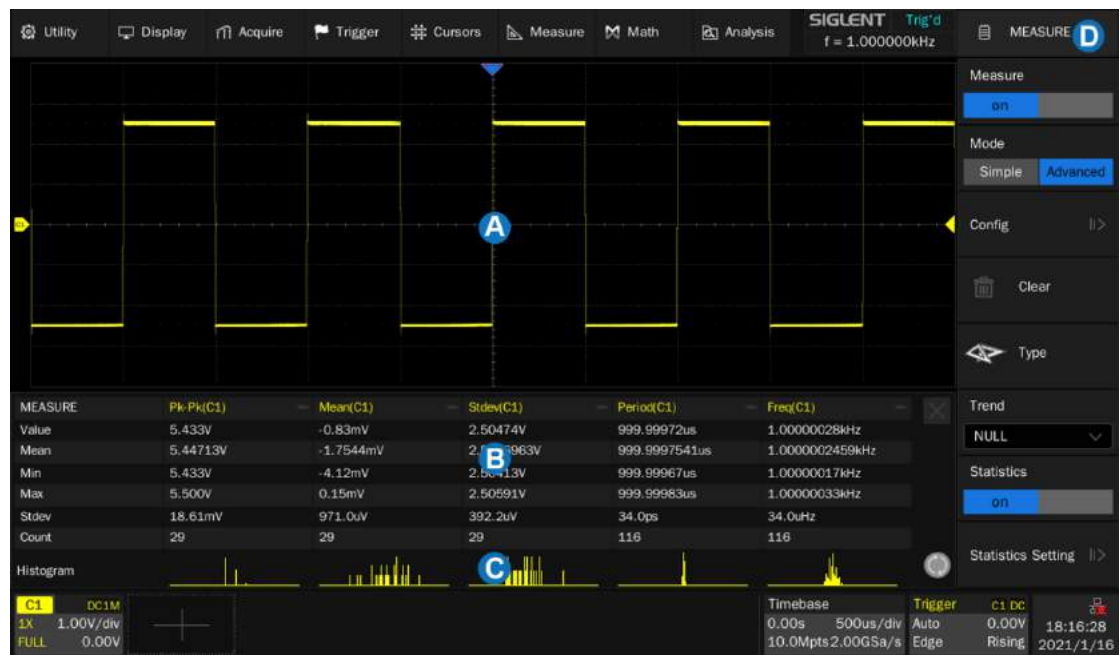 Utility Display Acquire Trigger Cursors Measure Math Analysis SIGLENT Trig'd
f = 1.000000kHz
MEASURE D
Measure
on
Mode
Simple Advanced
Config
Clear
Type
Trend
NULL
Statistics
on
Statistics Setting
C1
A
MEASURE Pk-Pk(C1) Mean(C1) Stdev(C1) Period(C1) Freq(C1)
Value 5.433V -0.83mV 2.50474V 999.99972us 1.00000028kHz
Mean 5.44713V -1.7544mV 999.9997541us 1.0000002459kHz
B
Min 5.433V -4.12mV 999.99967us 1.00000017kHz
Max 5.500V 0.15mV 2.50591V 999.99983us 1.00000033kHz
Stdev 18.61mV 971.0uV 392.2uV 34.0ps 34.0uHz
Count 29 29 29 116 116
Histogram C
C1 DC1M
1X 1.00V/div
FULL 0.00V
Timebase
0.00s 500us/div
10.0Mpts 2.00GSa/s
Trigger C1 DC
Auto 0.00V
Edge Rising
18:16:28
2021/1/16